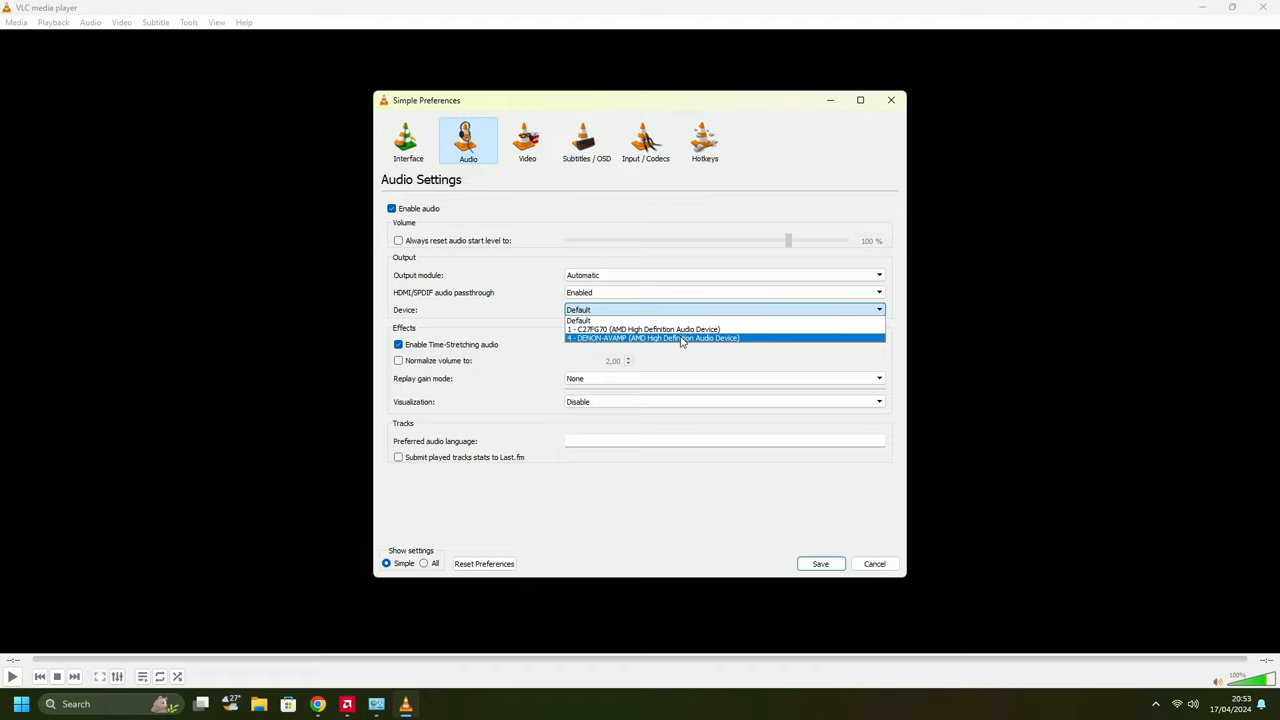 VLC media player
Media Playback Audio Video Subtitle Tools View Help
Simple Preferences
Interface Audio Video Subtitles / OSD Input / Codecs Hotkeys
Audio Settings
Enable audio
Volume
Always reset audio start level to: 100 %
Output
Output module: Automatic
HDMI/SPDIF audio passthrough Enabled
Device: Default
Default
1 - C27FG70 (AMD High Definition Audio Device)
4 - DENON-AVAMP (AMD High Definition Audio Device)
Effects
Enable Time-Stretching audio
Normalize volume to: 2,00
Replay gain mode: None
Visualization: Disable
Tracks
Preferred audio language:
Submit played tracks stats to Last.fm
Show settings
Simple All Reset Preferences Save Cancel
--:-- --:--
100%
Search 27° 20:53
17/04/2024